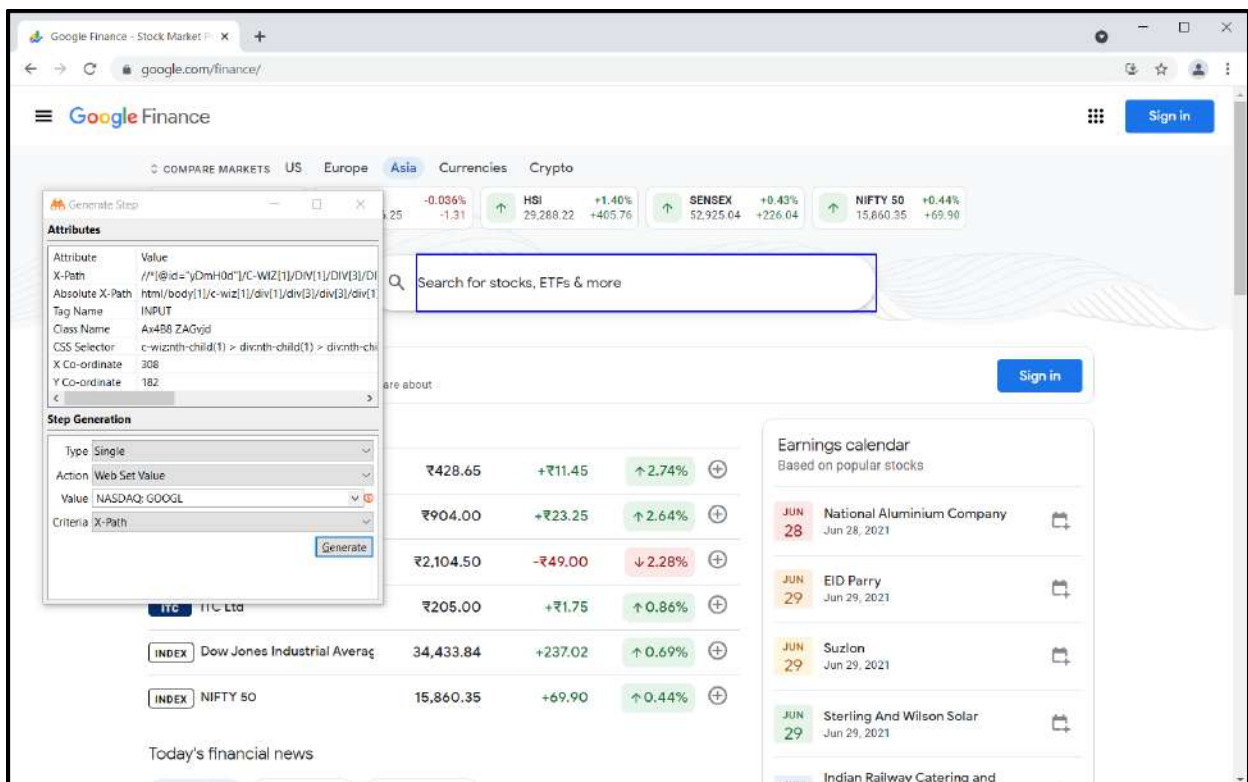 Google Finance - Stock Market P
google.com/finance/
Google Finance
Sign in
COMPARE MARKETS US Europe Asia Currencies Crypto
-0.036% HSI +1.40% SENSEX +0.43% NIFTY 50 +0.44%
.25 -1.31 29,288.22 +405.76 52,925.04 +226.04 15,860.35 +69.90
Generate Step
Attributes
Attribute Value
X-Path //*[@id="yDmH0d"]/C-WIZ[1]/DIV[1]/DIV[3]/DI
Absolute X-Path html/body[1]/c-wiz[1]/div[1]/div[3]/div[3]/div[1
Tag Name INPUT
Class Name Ax4B8 ZAGvjd
CSS Selector c-wiz:nth-child(1) > div:nth-child(1) > div:nth-chi
X Co-ordinate 308
Y Co-ordinate 182
Step Generation
Type Single
Action Web Set Value
Value NASDAQ: GOOGL
Criteria X-Path
Generate
Search for stocks, ETFs & more
are about
Sign in
₹428.65 +₹11.45 2.74%
₹904.00 +₹23.25 2.64%
₹2,104.50 -₹49.00 2.28%
ITC ITC Ltd ₹205.00 +₹1.75 0.86%
INDEX Dow Jones Industrial Averag 34,433.84 +237.02 0.69%
INDEX NIFTY 50 15,860.35 +69.90 0.44%
Today's financial news
Earnings calendar
Based on popular stocks
JUN National Aluminium Company
28 Jun 28, 2021
JUN EID Parry
29 Jun 29, 2021
JUN Suzlon
29 Jun 29, 2021
JUN Sterling And Wilson Solar
29 Jun 29, 2021
Indian Railway Catering and